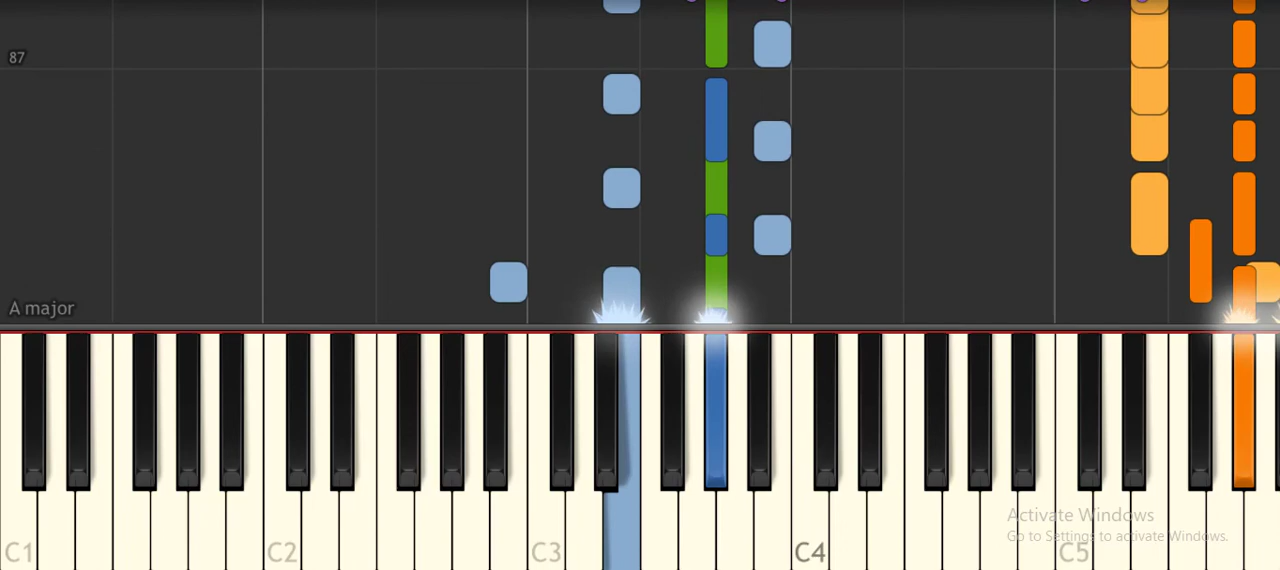 87
A major
C1
C2
C3
C4
C5
Activate Windows
Go to Settings to activate Windows.